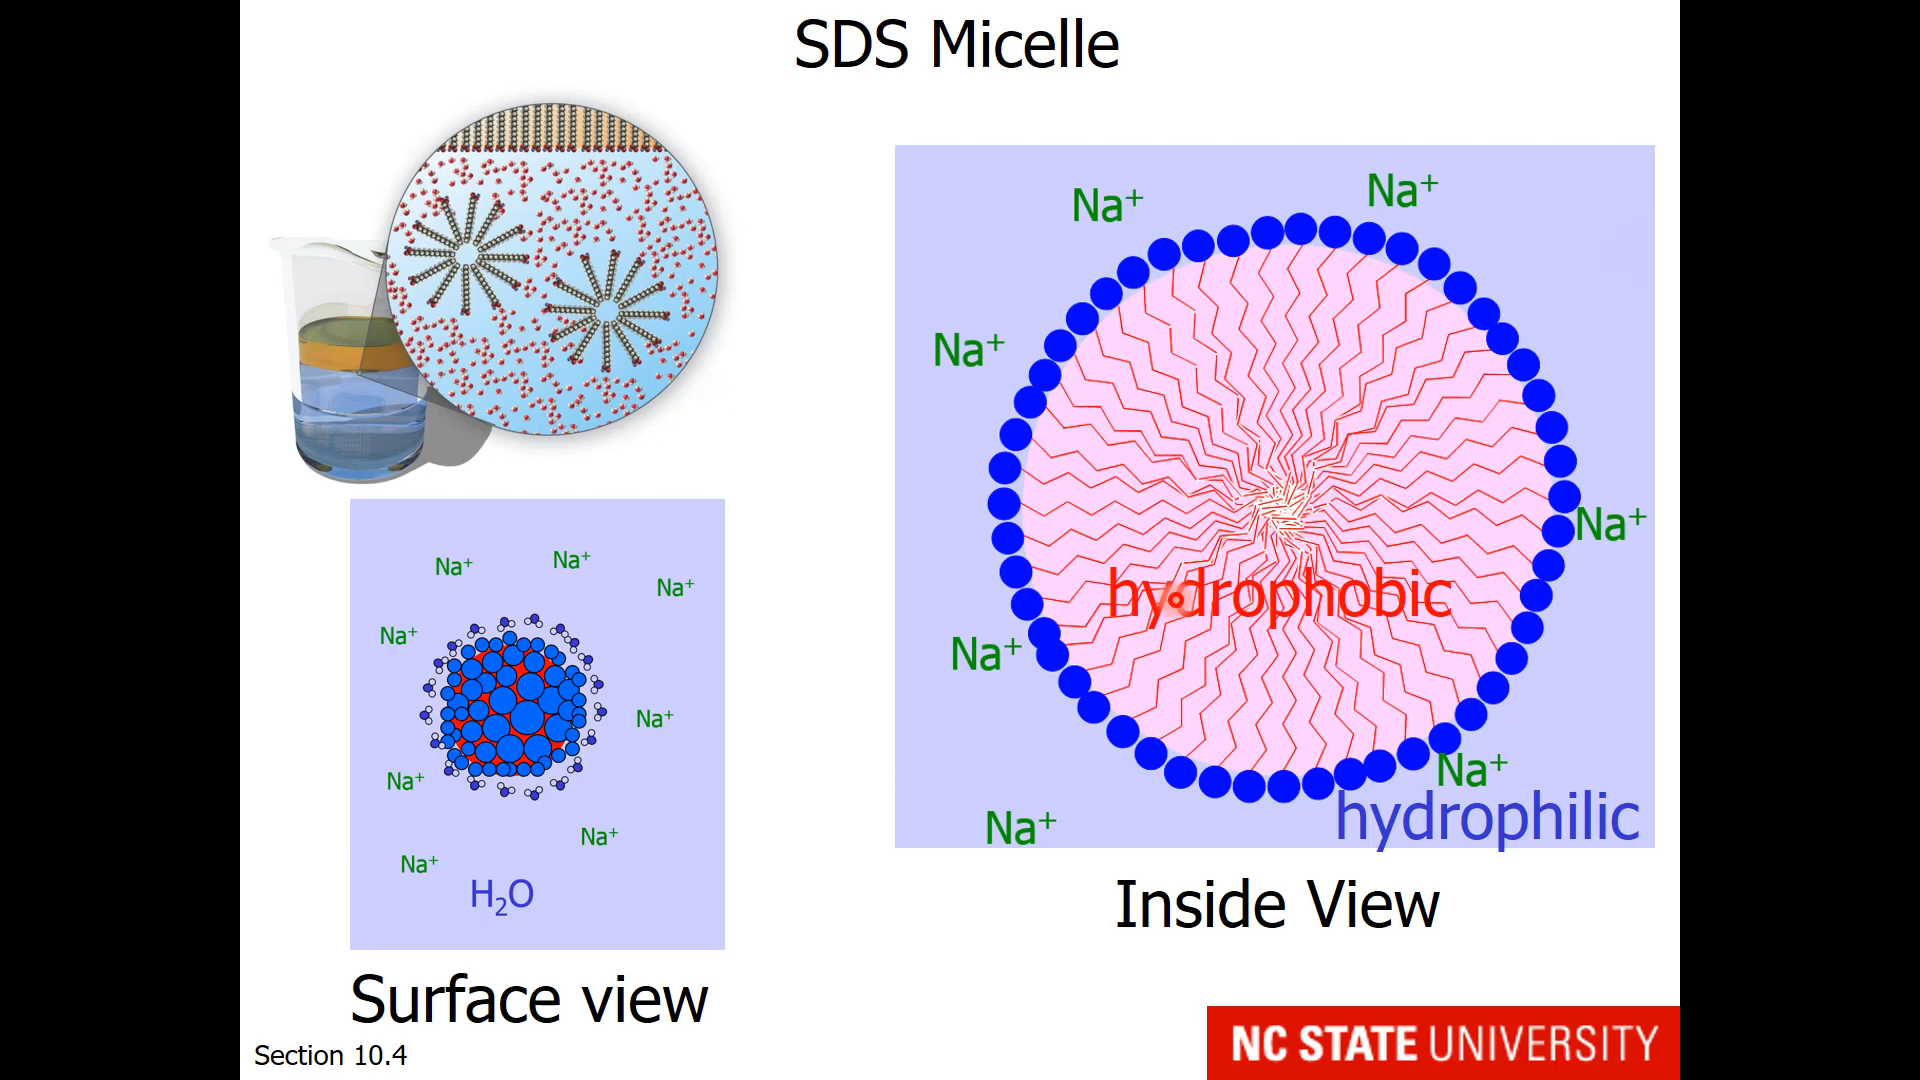 SDS Micelle
Na⁺
Na⁺
Na⁺
Na⁺
Na⁺
Na⁺
Na⁺
hydrophobic
hydrophilic
Inside View
Na⁺
Na⁺
Na⁺
Na⁺
Na⁺
Na⁺
Na⁺
Na⁺
H₂O
Surface view
Section 10.4
NC STATE UNIVERSITY